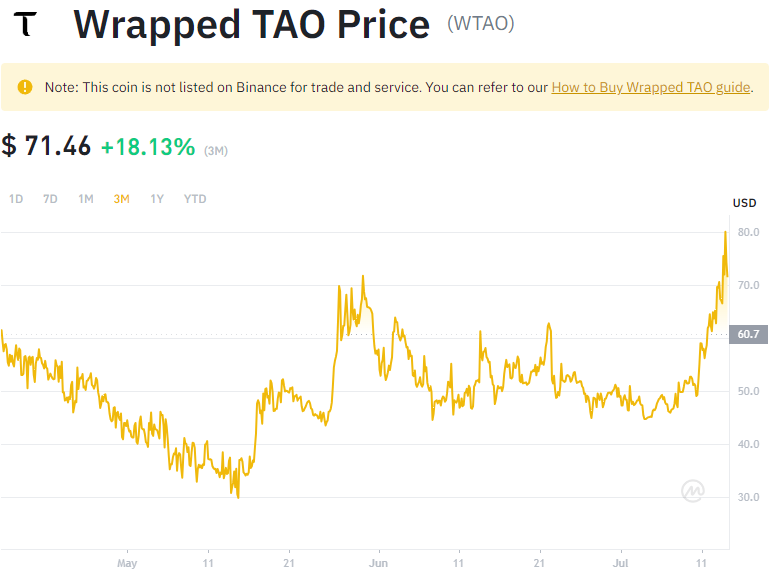 Wrapped TAO Price (WTAO)
Note: This coin is not listed on Binance for trade and service. You can refer to our How to Buy Wrapped TAO guide.
$ 71.46 +18.13% (3M)
1D 7D 1M 3M 1Y YTD
USD
80.0
70.0
60.7
50.0
40.0
30.0
May 11 21 Jun 11 21 Jul 11